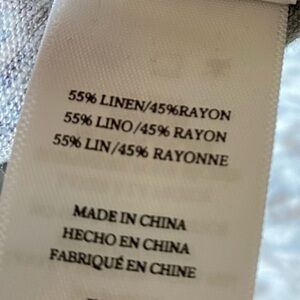 55% LINEN/45%RAYON
55% LINO/45% RAYON
55% LIN/45% RAYONNE
MADE IN CHINA
HECHO EN CHINA
FABRIQUÉ EN CHINE